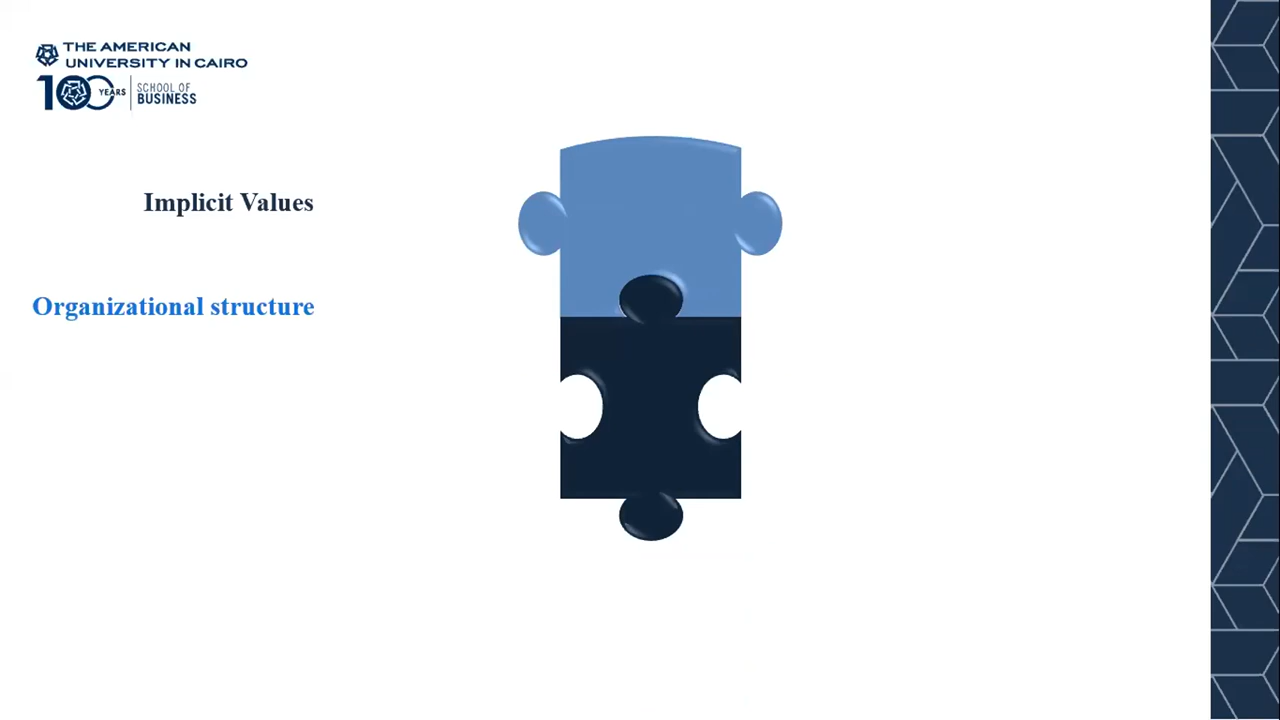 THE AMERICAN
UNIVERSITY IN CAIRO
100 YEARS
SCHOOL OF
BUSINESS
Implicit Values
Organizational structure